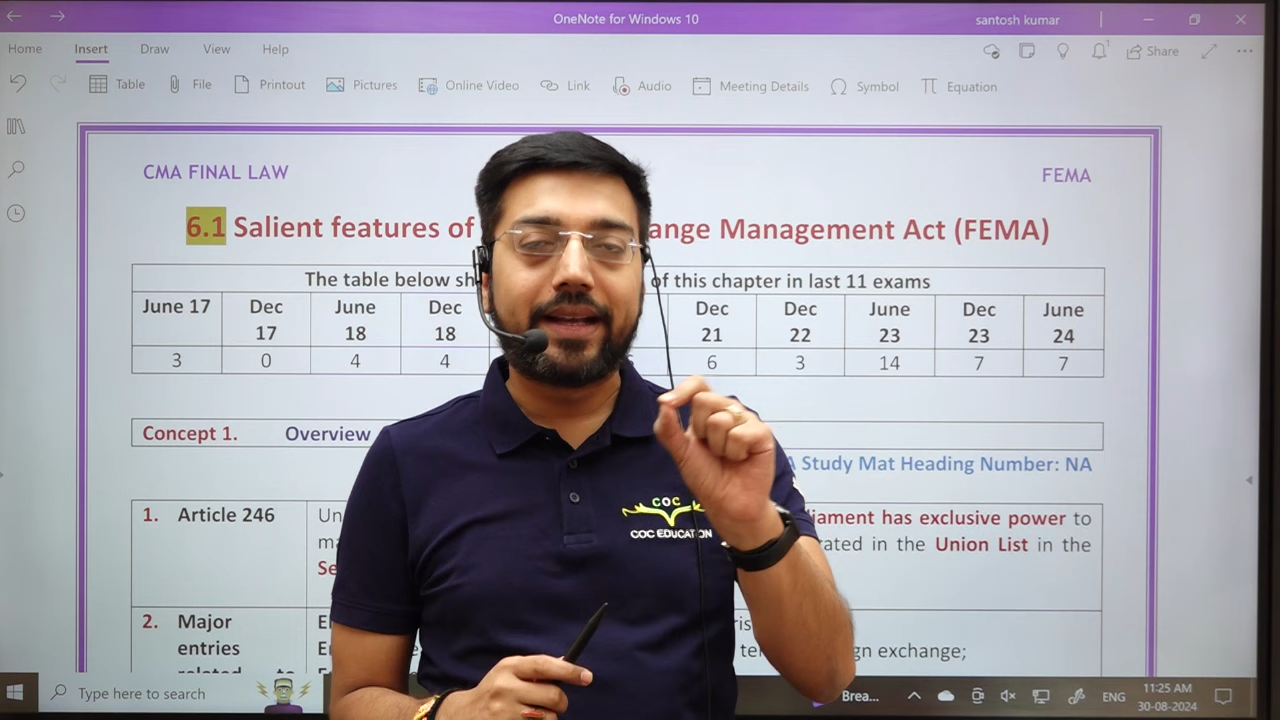 OneNote for Windows 10
santosh kumar
Home Insert Draw View Help
Share
Table File Printout Pictures Online Video Link Audio Meeting Details Symbol Equation
CMA FINAL LAW FEMA
6.1 Salient features of ange Management Act (FEMA)
The table below sh of this chapter in last 11 exams
June 17 Dec 17 June 18 Dec 18 Dec 21 Dec 22 June 23 Dec 23 June 24
3 0 4 4 6 3 14 7 7
Concept 1. Overview
Study Mat Heading Number: NA
1. Article 246 Un iament has exclusive power to
ma rated in the Union List in the
Se
2. Major
entries gn exchange;
related to
COC
COC EDUCATION
Type here to search
Brea...
ENG
11:25 AM
30-08-2024